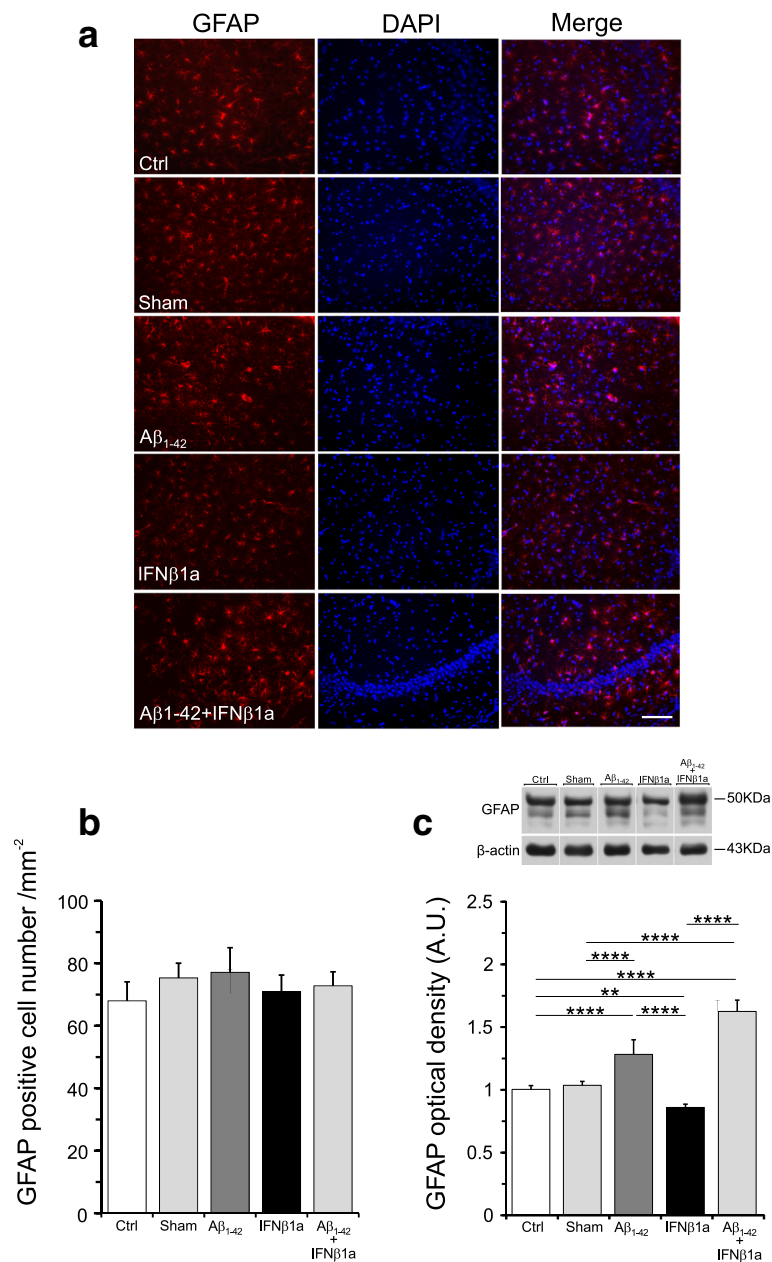 a
GFAP DAPI Merge
Ctrl
Sham
Aβ1-42
IFNβ1a
Aβ1-42+IFNβ1a
b
GFAP positive cell number /mm-2
100
80
60
40
20
0
Ctrl Sham Aβ1-42 IFNβ1a Aβ1-42
+
IFNβ1a
c
Ctrl Sham Aβ1-42 IFNβ1a Aβ1-42
+
IFNβ1a
GFAP —50KDa
β-actin —43KDa
GFAP optical density (A.U.)
2.5
2
1.5
1
0.75
0.5
0
****
****
****
****
**
**** ****
Ctrl Sham Aβ1-42 IFNβ1a Aβ1-42
+
IFNβ1a